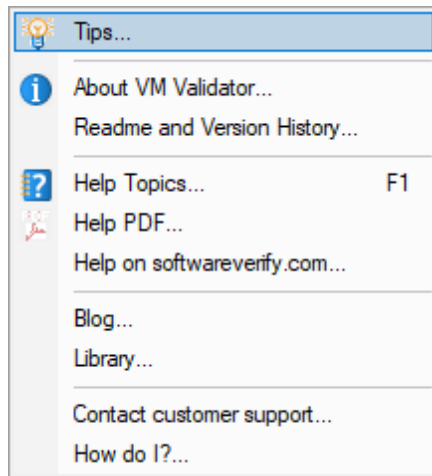 Tips...
About VM Validator...
Readme and Version History...
Help Topics... F1
Help PDF...
Help on softwareverify.com...
Blog...
Library...
Contact customer support...
How do I?...